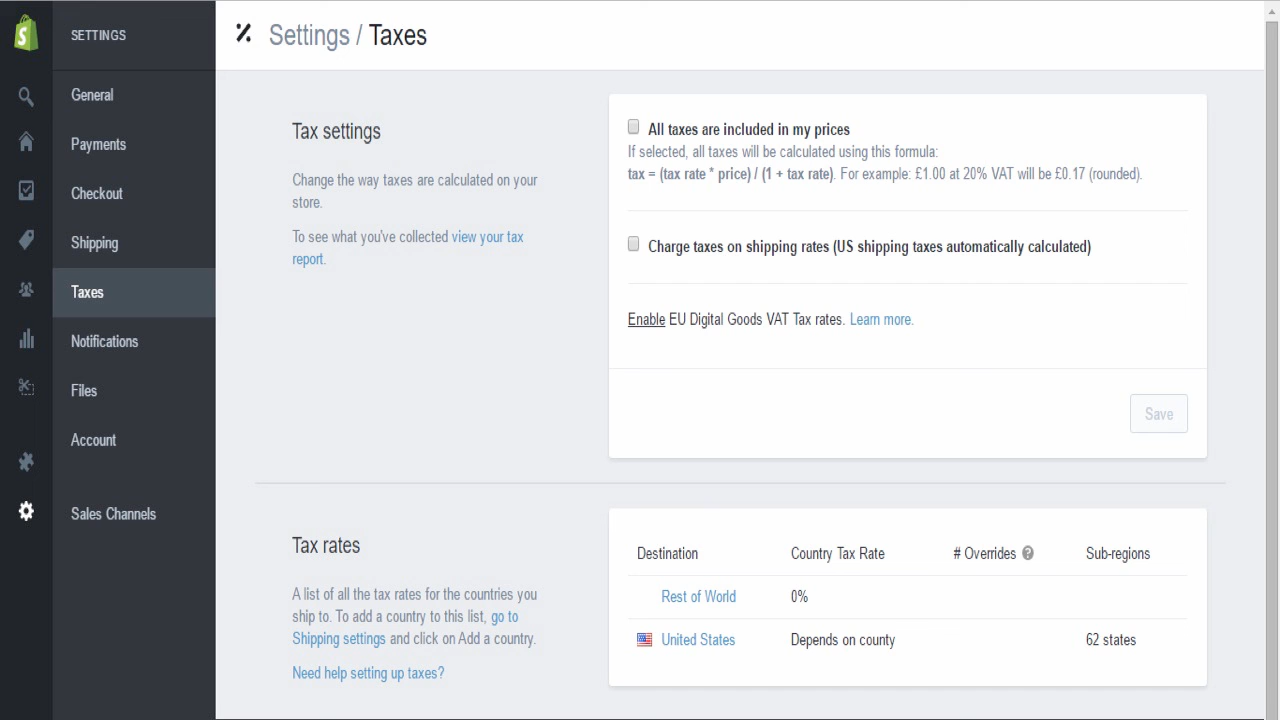 SETTINGS
General
Payments
Checkout
Shipping
Taxes
Notifications
Files
Account
Sales Channels
Settings / Taxes
Tax settings
Change the way taxes are calculated on your
store.
To see what you've collected view your tax
report.
All taxes are included in my prices
If selected, all taxes will be calculated using this formula:
tax = (tax rate * price) / (1 + tax rate). For example: £1.00 at 20% VAT will be £0.17 (rounded).
Charge taxes on shipping rates (US shipping taxes automatically calculated)
Enable EU Digital Goods VAT Tax rates. Learn more.
Save
Tax rates
A list of all the tax rates for the countries you
ship to. To add a country to this list, go to
Shipping settings and click on Add a country.
Need help setting up taxes?
Destination Country Tax Rate # Overrides ? Sub-regions
Rest of World 0%
United States Depends on county 62 states